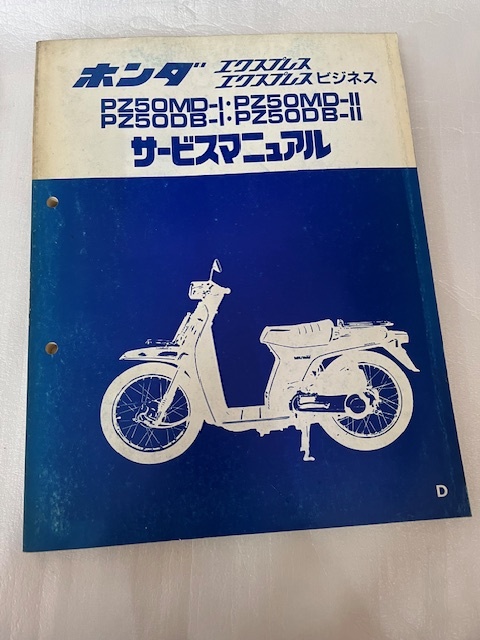 ホンダ エクスプレス
エクスプレスビジネス
PZ50MD-I・PZ50MD-II
PZ50DB-I・PZ50DB-II
サービスマニュアル
D